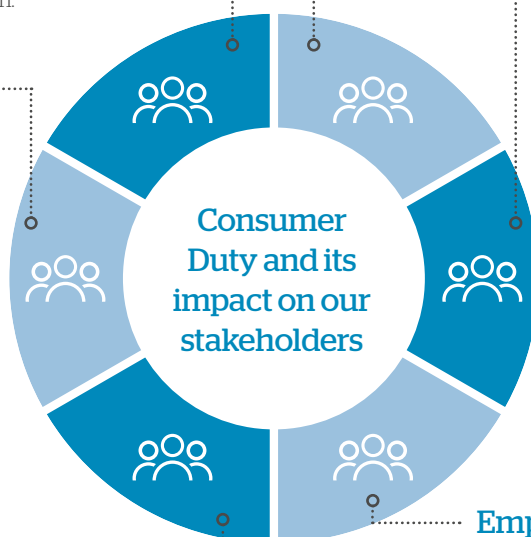 Consumer
Duty and its
impact on our
stakeholders
Emp